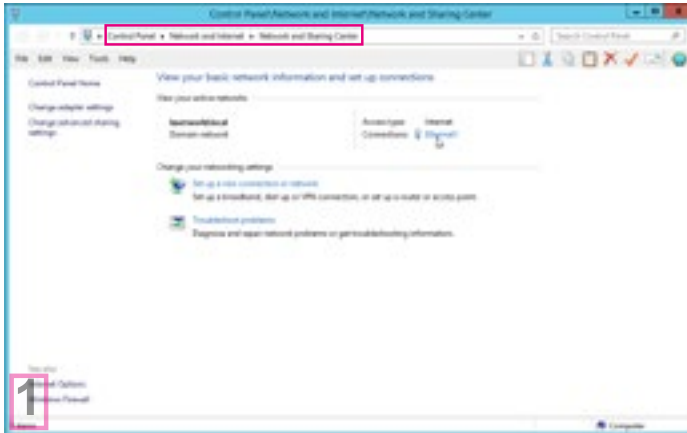 Control Panel\Network and Internet\Network and Sharing Center
Control Panel ▸ Network and Internet ▸ Network and Sharing Center
Search Control Panel
File Edit View Tools Help
Control Panel Home
Change adapter settings
Change advanced sharing
settings
View your basic network information and set up connections
View your active networks
Domain network
Access type: Internet
Connections:
Change your networking settings
Set up a new connection or network
Set up a broadband, dial-up, or VPN connection; or set up a router or access point.
Troubleshoot problems
Diagnose and repair network problems, or get troubleshooting information.
See also
Internet Options
Windows Firewall
1
Computer